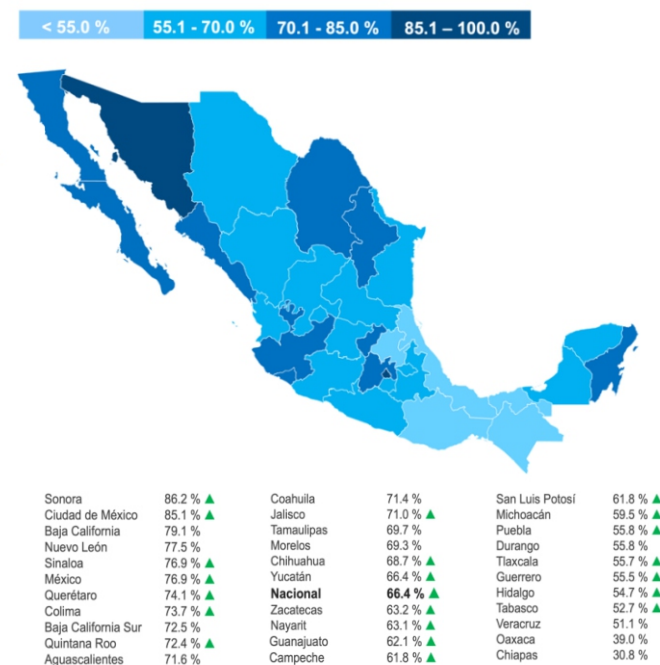 < 55.0 % 55.1 - 70.0 % 70.1 - 85.0 % 85.1 – 100.0 %
Sonora 86.2 % ▲
Ciudad de México 85.1 % ▲
Baja California 79.1 %
Nuevo León 77.5 %
Sinaloa 76.9 % ▲
México 76.9 % ▲
Querétaro 74.1 % ▲
Colima 73.7 % ▲
Baja California Sur 72.5 %
Quintana Roo 72.4 % ▲
Aguascalientes 71.6 %
Coahuila 71.4 %
Jalisco 71.0 % ▲
Tamaulipas 69.7 %
Morelos 69.3 %
Chihuahua 68.7 % ▲
Yucatán 66.4 % ▲
Nacional 66.4 % ▲
Zacatecas 63.2 % ▲
Nayarit 63.1 % ▲
Guanajuato 62.1 % ▲
Campeche 61.8 % ▲
San Luis Potosí 61.8 % ▲
Michoacán 59.5 % ▲
Puebla 55.8 % ▲
Durango 55.8 %
Tlaxcala 55.7 % ▲
Guerrero 55.5 % ▲
Hidalgo 54.7 % ▲
Tabasco 52.7 % ▲
Veracruz 51.1 %
Oaxaca 39.0 %
Chiapas 30.8 %